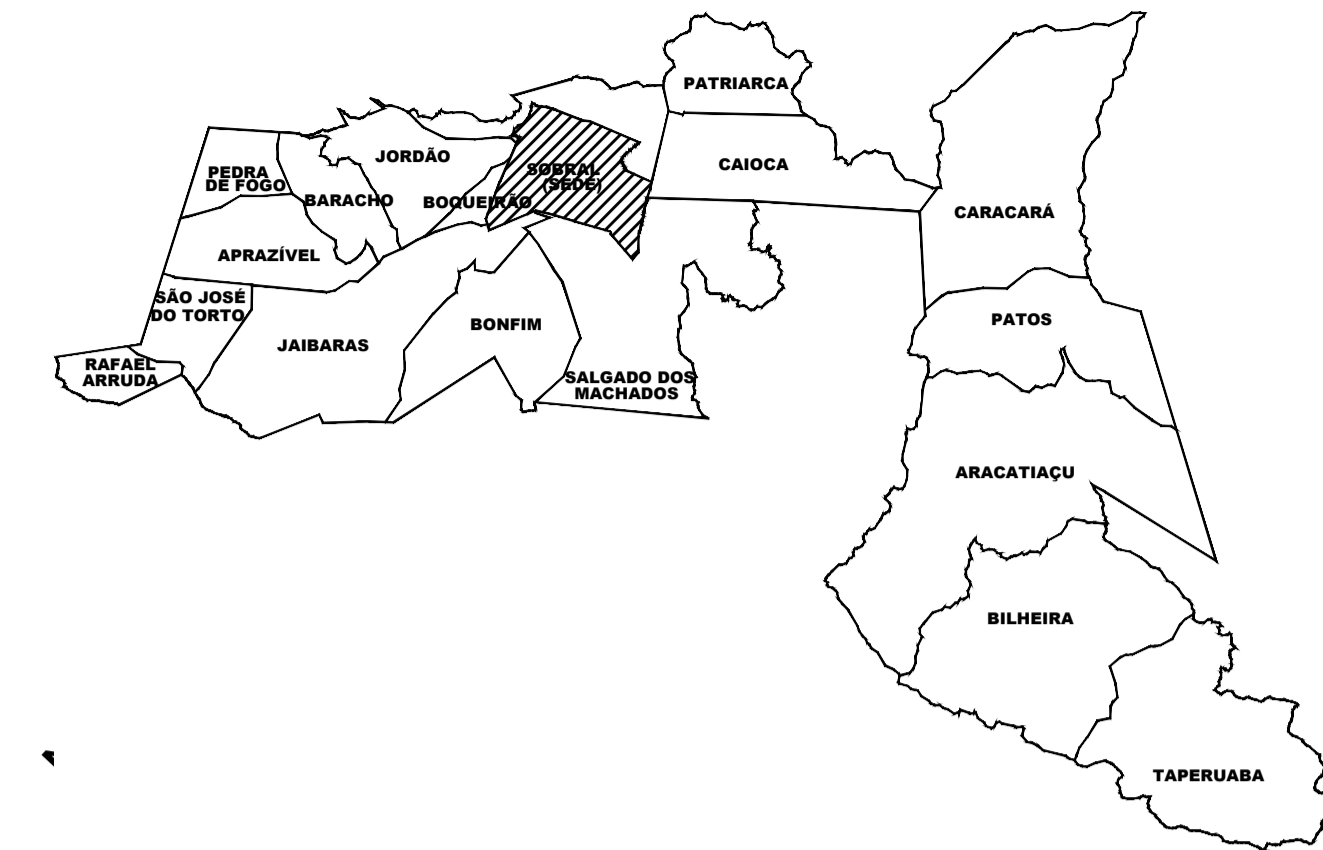 PATRIARCA
JORDÃO
CAIOCA
SOBRAL
(SEDE)
PEDRA
DE FOGO
BARACHO
BOQUEIRÃO
CARACARÁ
APRAZÍVEL
SÃO JOSÉ
DO TORTO
PATOS
BONFIM
JAIBARAS
RAFAEL
ARRUDA
SALGADO DOS
MACHADOS
ARACATIAÇU
BILHEIRA
TAPERUABA